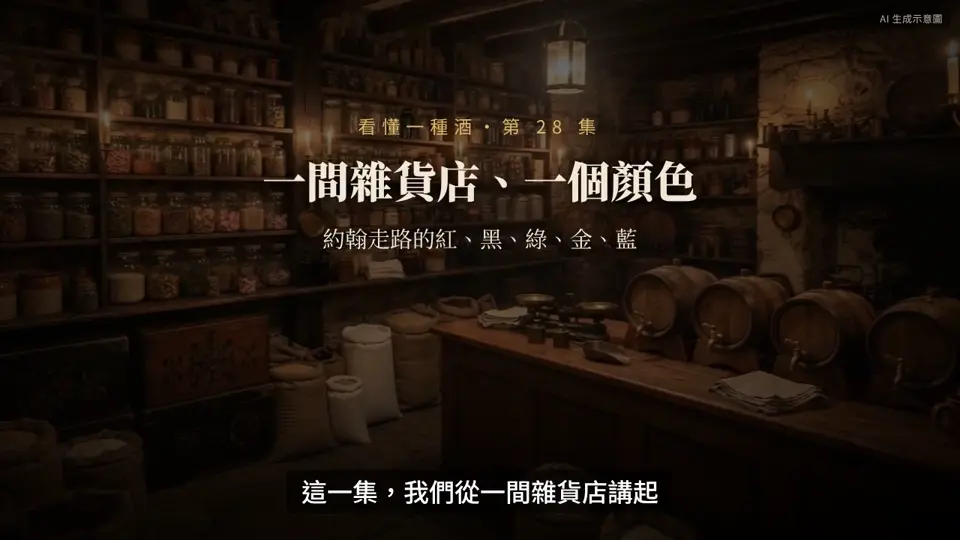 AI 生成示意圖
看懂一種酒・第 28 集
一間雜貨店、一個顏色
約翰走路的紅、黑、綠、金、藍
這一集，我們從一間雜貨店講起